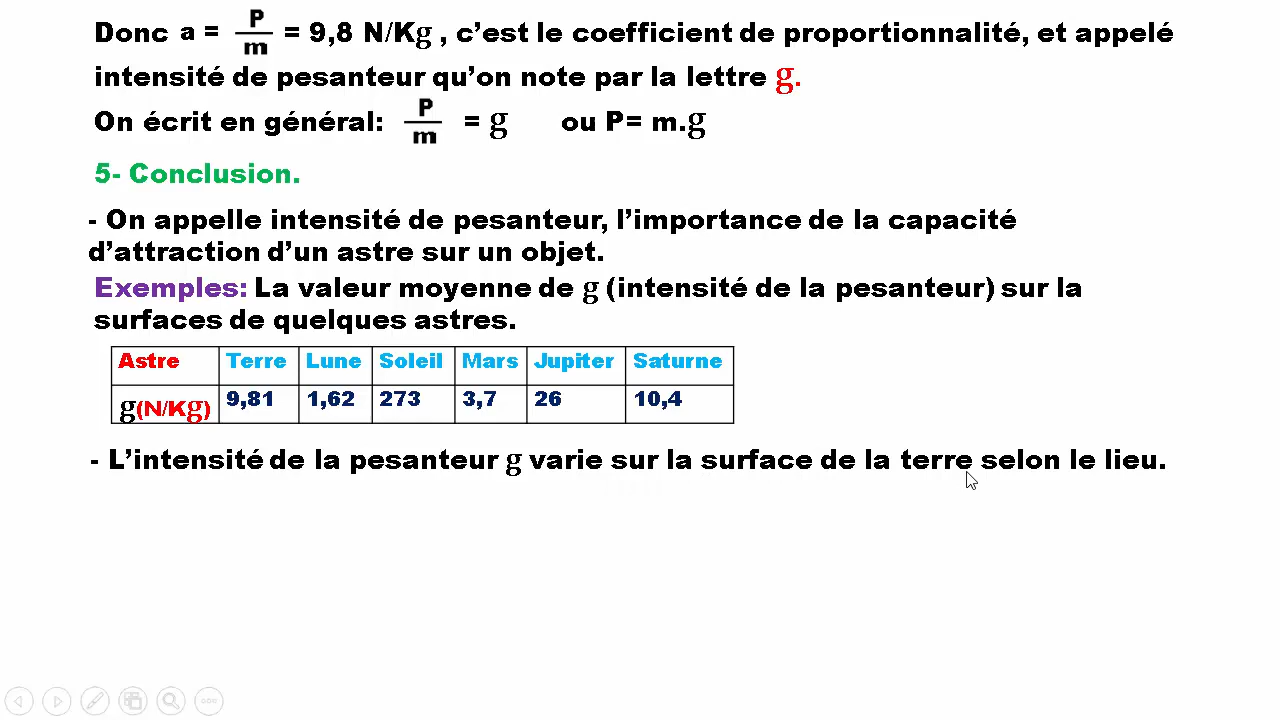 Donc a = P/m = 9,8 N/Kg , c’est le coefficient de proportionnalité, et appelé
intensité de pesanteur qu’on note par la lettre g.
On écrit en général: P/m = g ou P= m.g
5- Conclusion.
- On appelle intensité de pesanteur, l’importance de la capacité
d’attraction d’un astre sur un objet.
Exemples: La valeur moyenne de g (intensité de la pesanteur) sur la
surfaces de quelques astres.
Astre Terre Lune Soleil Mars Jupiter Saturne
g(N/Kg) 9,81 1,62 273 3,7 26 10,4
- L’intensité de la pesanteur g varie sur la surface de la terre selon le lieu.